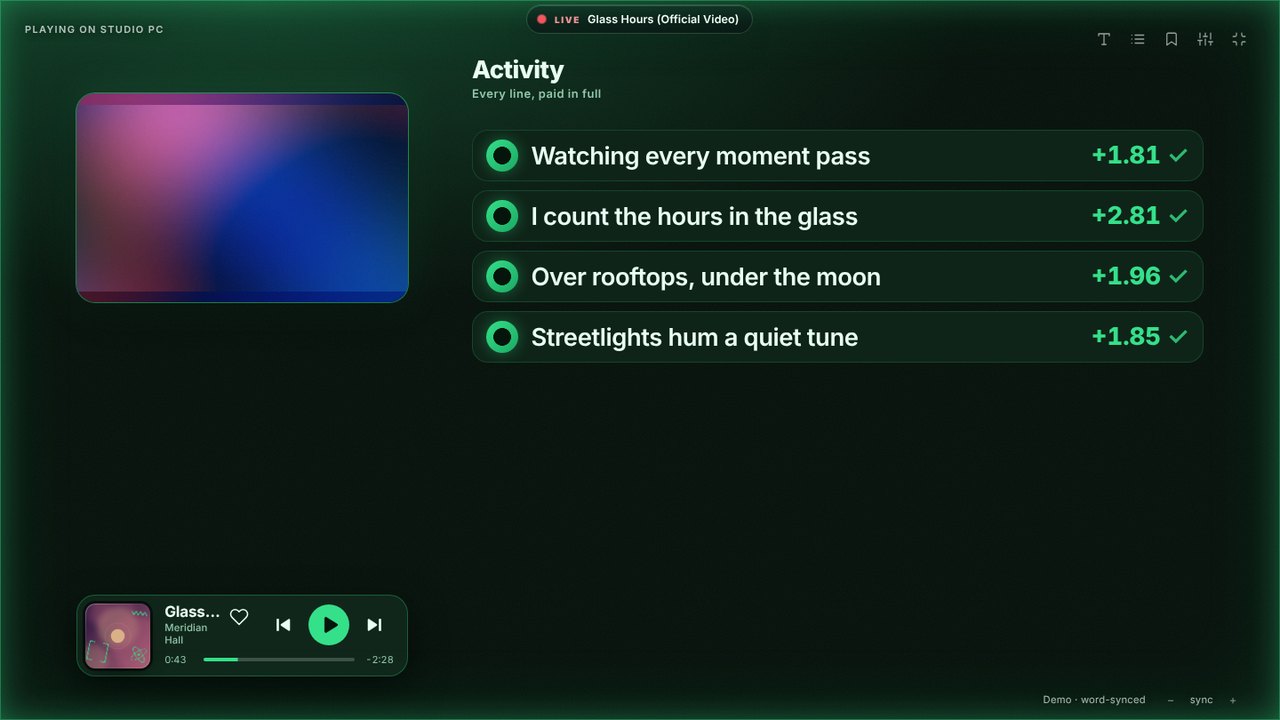 PLAYING ON STUDIO PC
LIVE Glass Hours (Official Video)
Activity
Every line, paid in full
Watching every moment pass +1.81
I count the hours in the glass +2.81
Over rooftops, under the moon +1.96
Streetlights hum a quiet tune +1.85
Glass...
Meridian
Hall
0:43 -2:28
Demo · word-synced − sync +